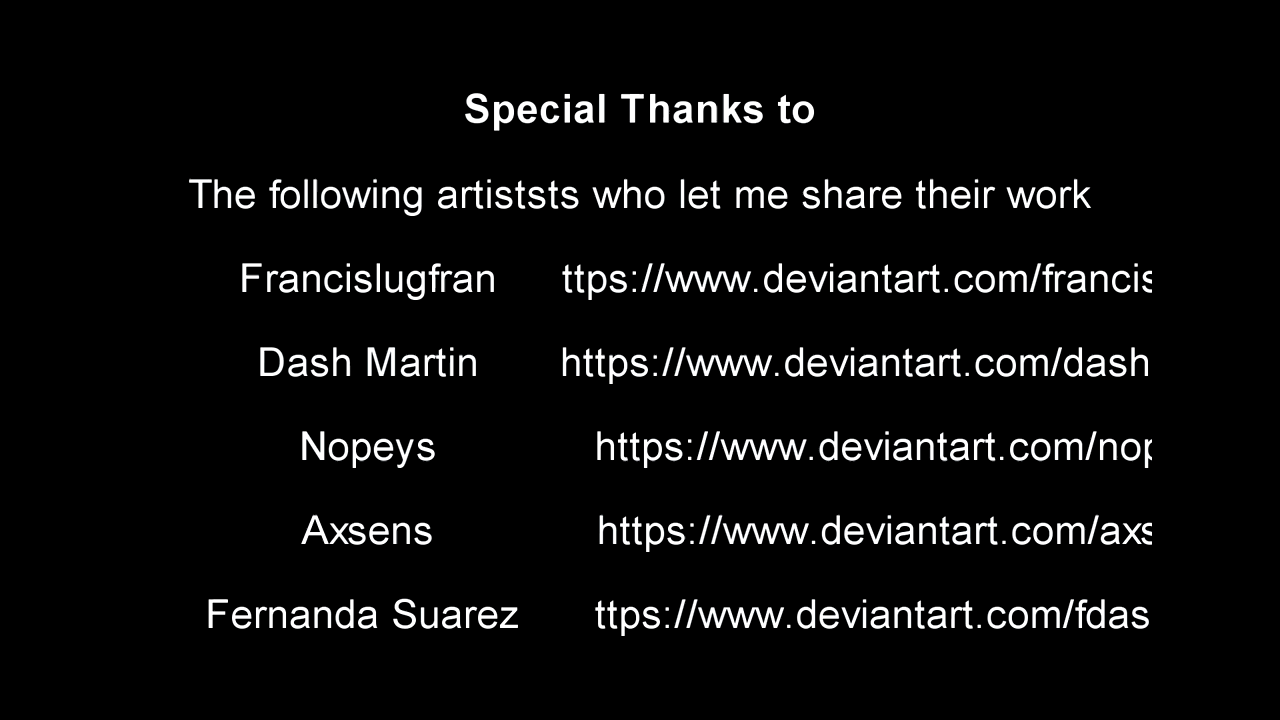 Special Thanks to
The following artiststs who let me share their work
Francislugfran ttps://www.deviantart.com/francis
Dash Martin https://www.deviantart.com/dash
Nopeys https://www.deviantart.com/nop
Axsens https://www.deviantart.com/axs
Fernanda Suarez ttps://www.deviantart.com/fdas